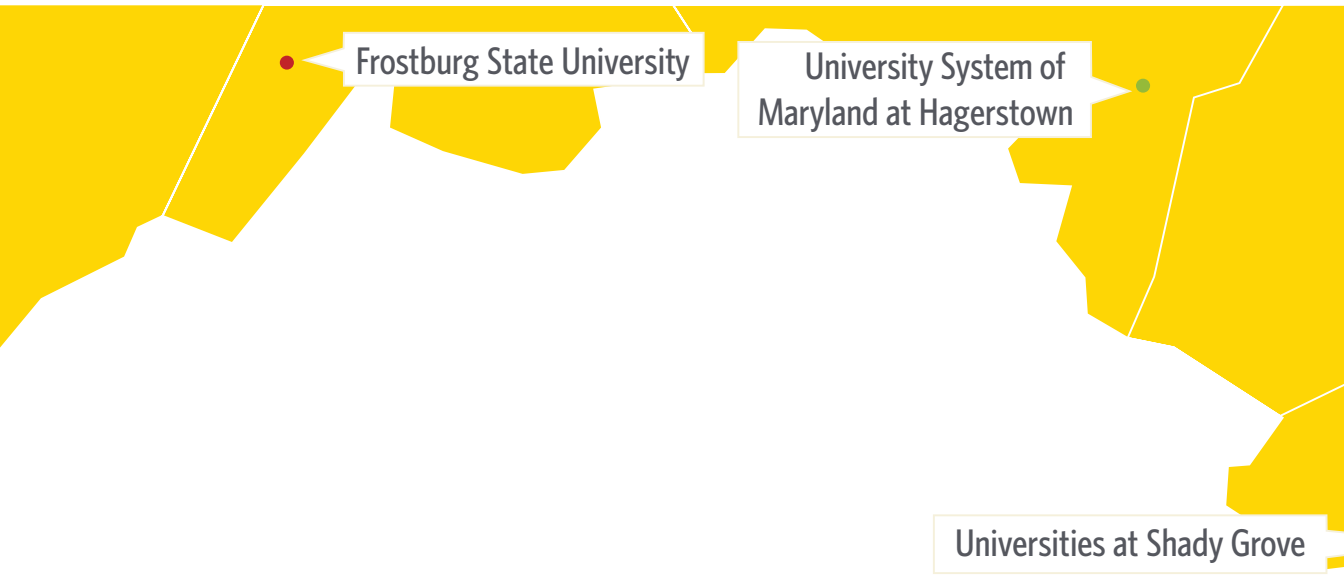 Frostburg State University
University System of
Maryland at Hagerstown
Universities at Shady Grove